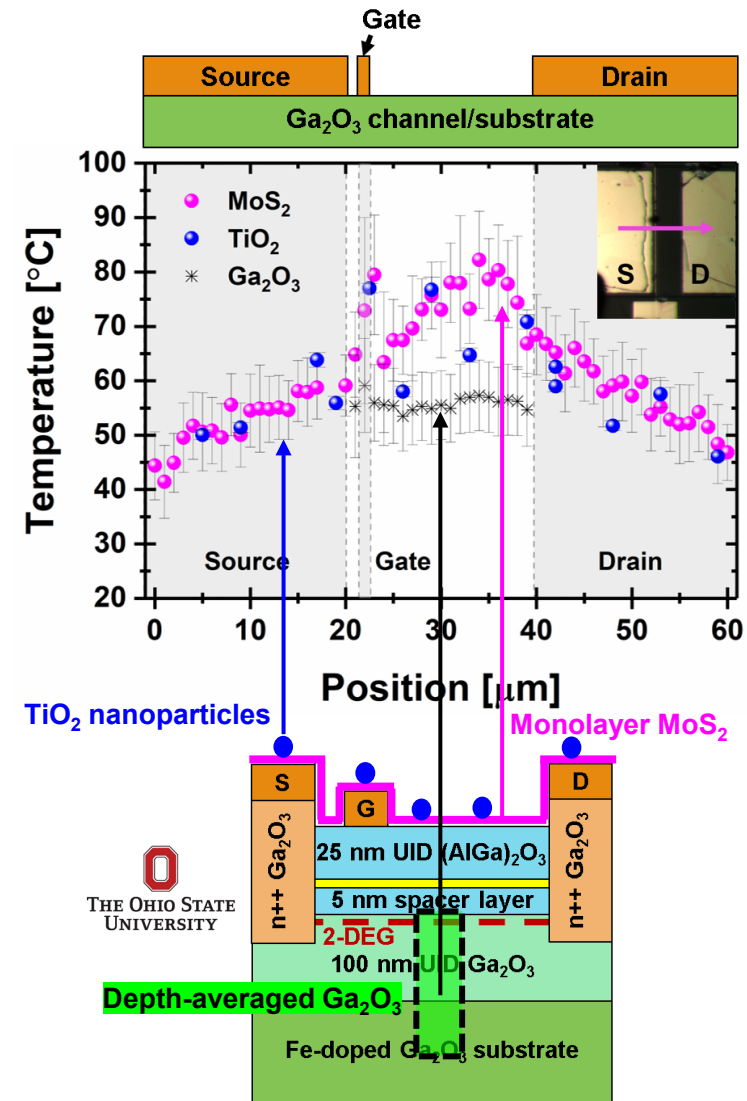 Gate
Source
Drain
Ga₂O₃ channel/substrate
100
90
80
70
60
50
40
30
20
Temperature [°C]
MoS₂
TiO₂
Ga₂O₃
S
D
Source
Gate
Drain
0
10
20
30
40
50
60
Position [μm]
TiO₂ nanoparticles
Monolayer MoS₂
S
D
G
n++ Ga₂O₃
25 nm UID (AlGa)₂O₃
n++ Ga₂O₃
5 nm spacer layer
2-DEG
100 nm UID Ga₂O₃
Depth-averaged Ga₂O₃
Fe-doped Ga₂O₃ substrate
THE OHIO STATE
UNIVERSITY